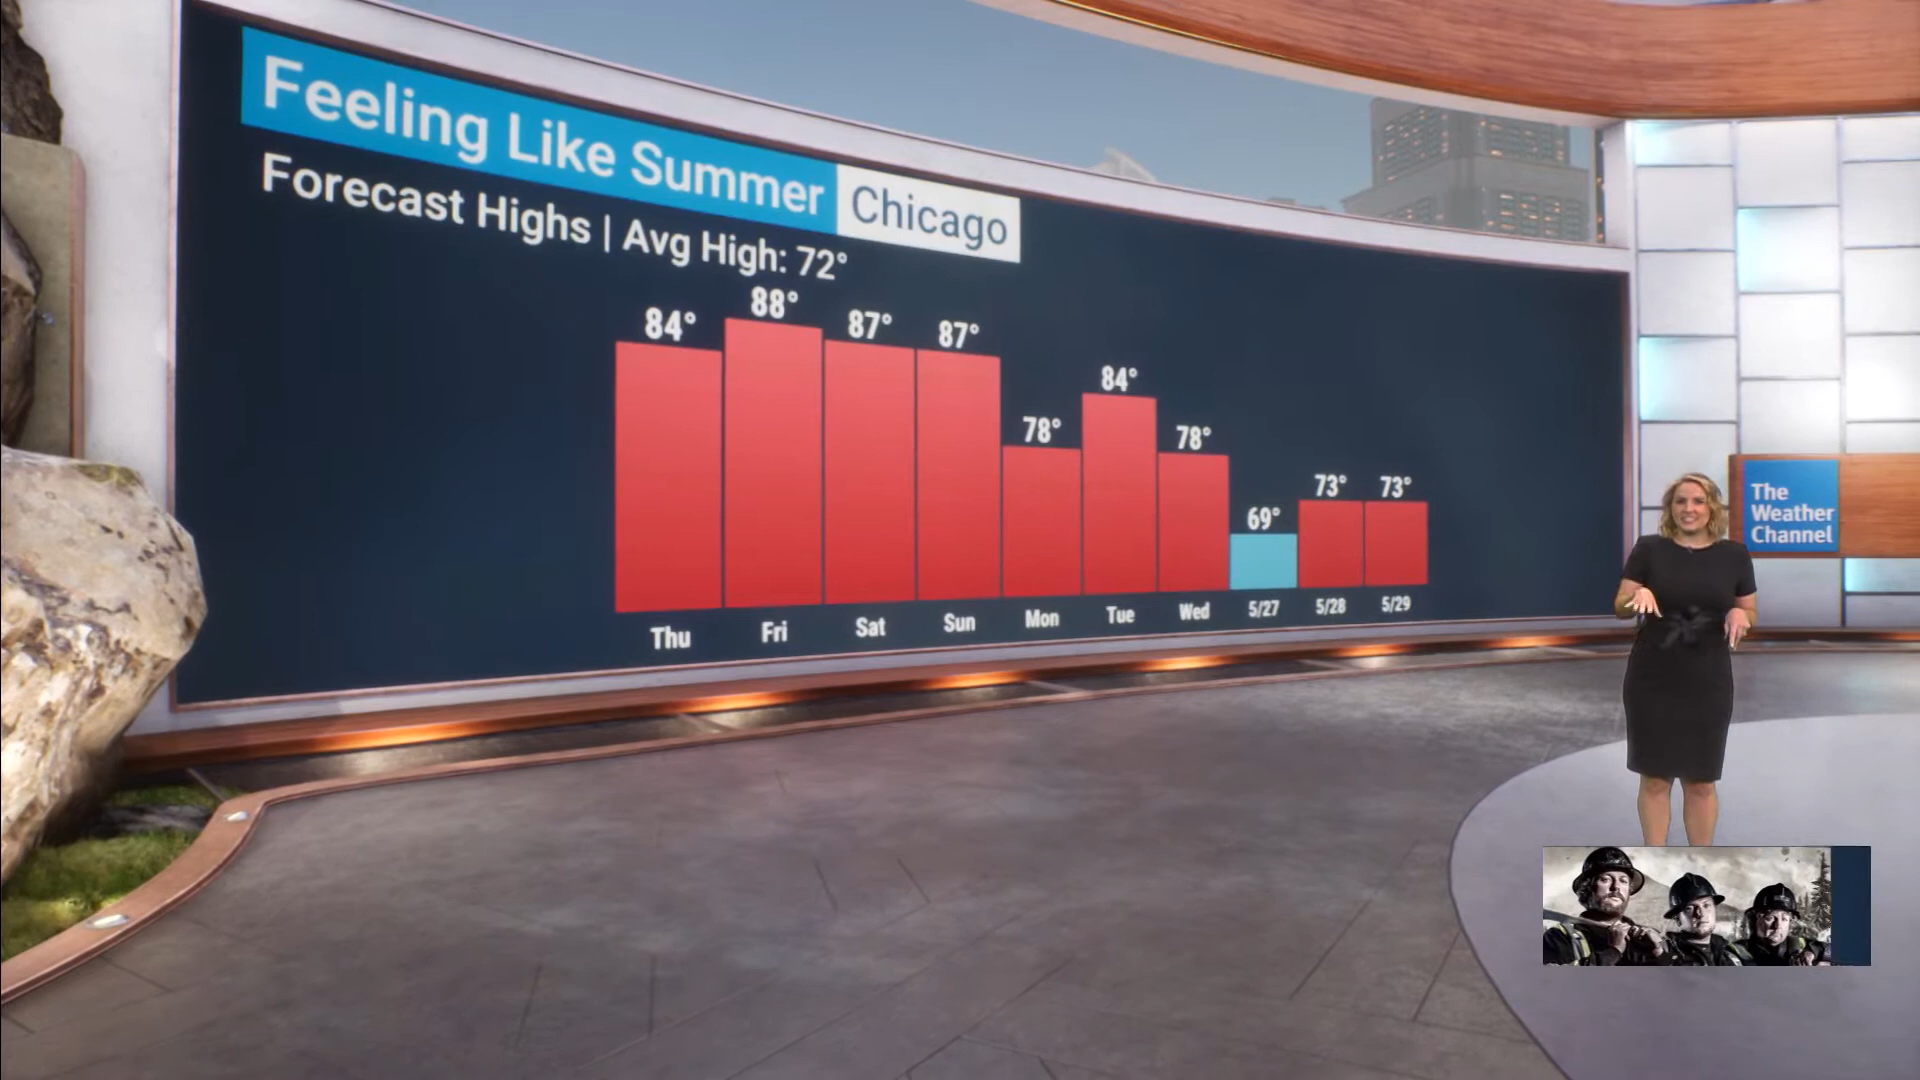 Feeling Like Summer Chicago
Forecast Highs | Avg High: 72°
84° 88° 87° 87° 78° 84° 78° 69° 73° 73°
Thu Fri Sat Sun Mon Tue Wed 5/27 5/28 5/29
The
Weather
Channel